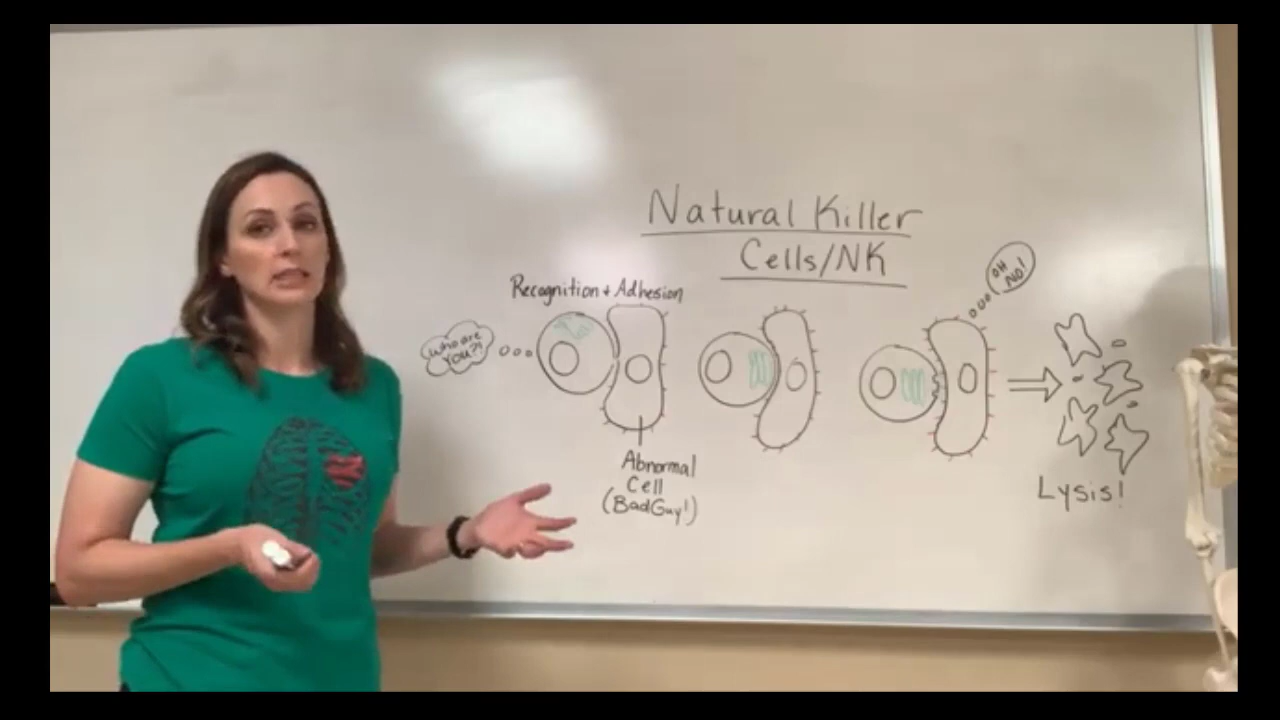 Natural Killer
Cells/NK
OH
NO!
Recognition + Adhesion
Who are
YOU?!
Abnormal
Cell
(Bad Guy!)
Lysis!